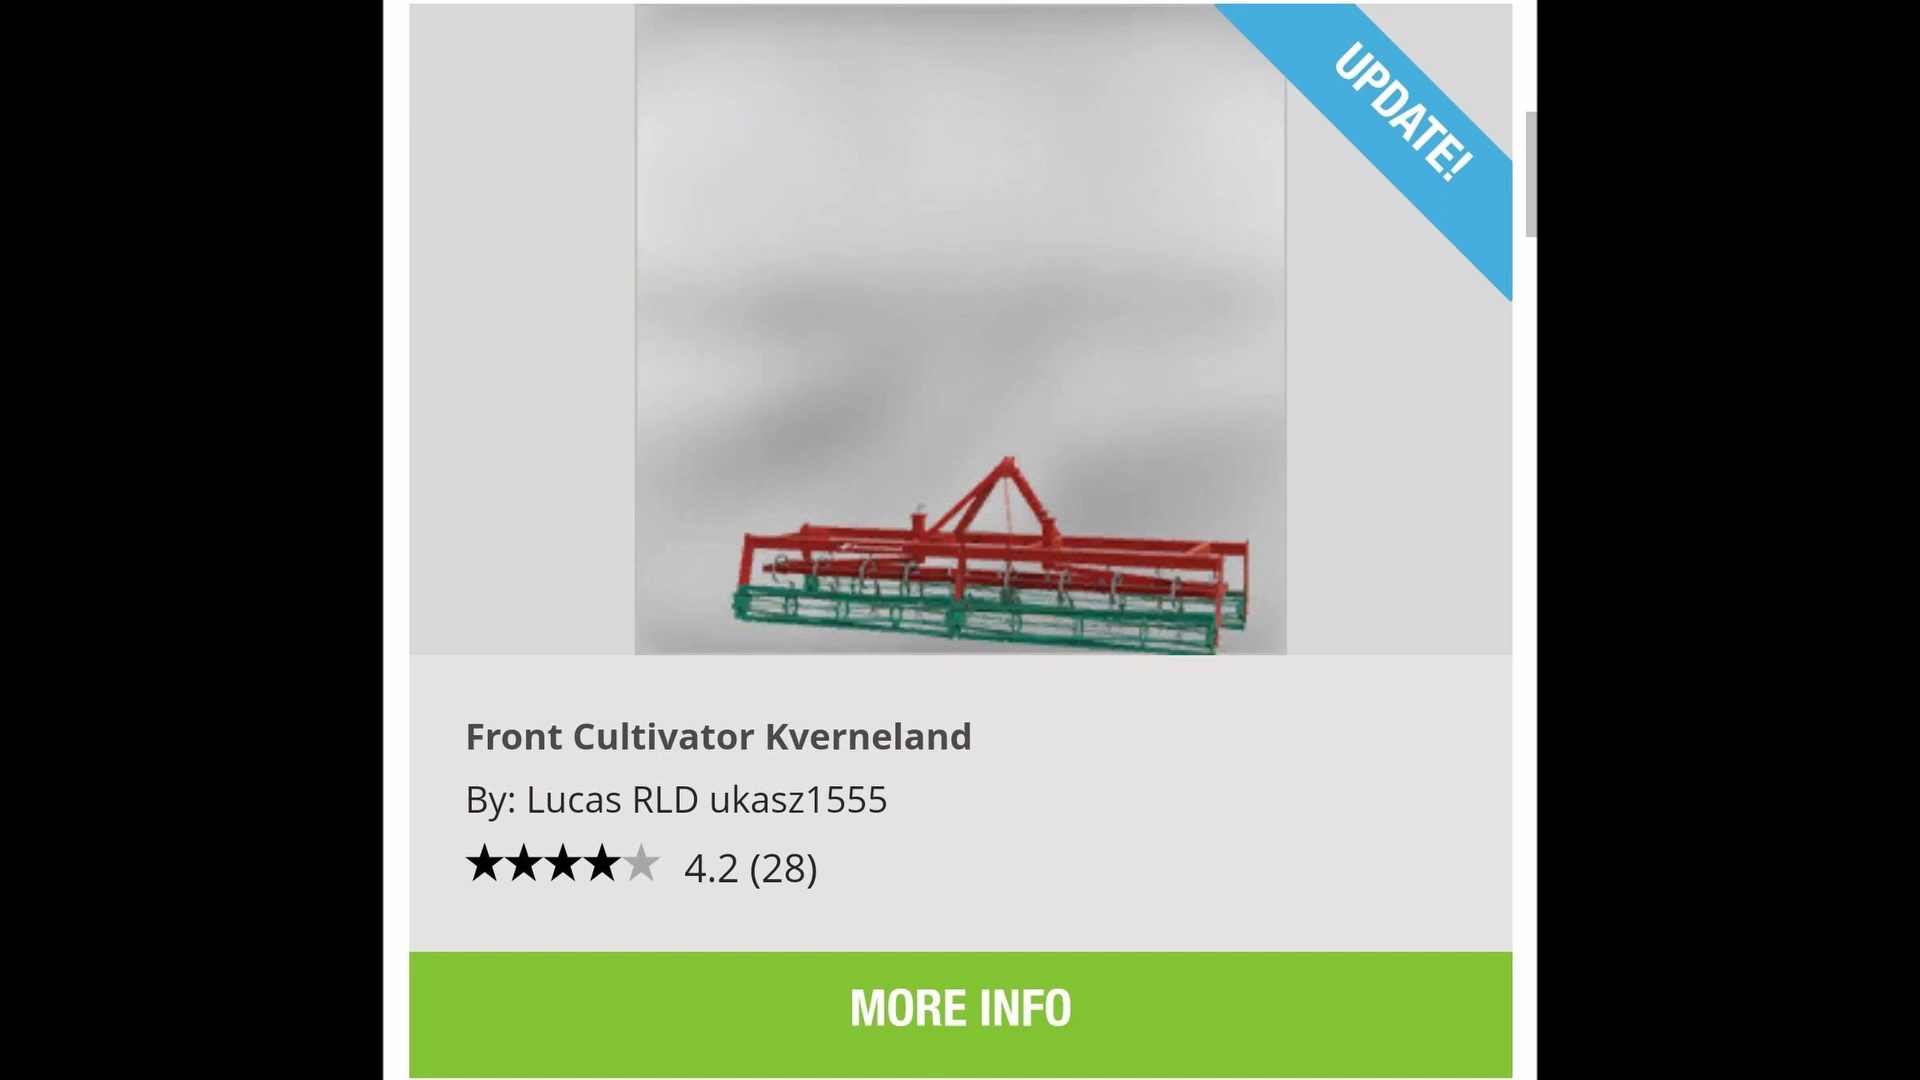 UPDATE!
Front Cultivator Kverneland
By: Lucas RLD ukasz1555
4.2 (28)
MORE INFO